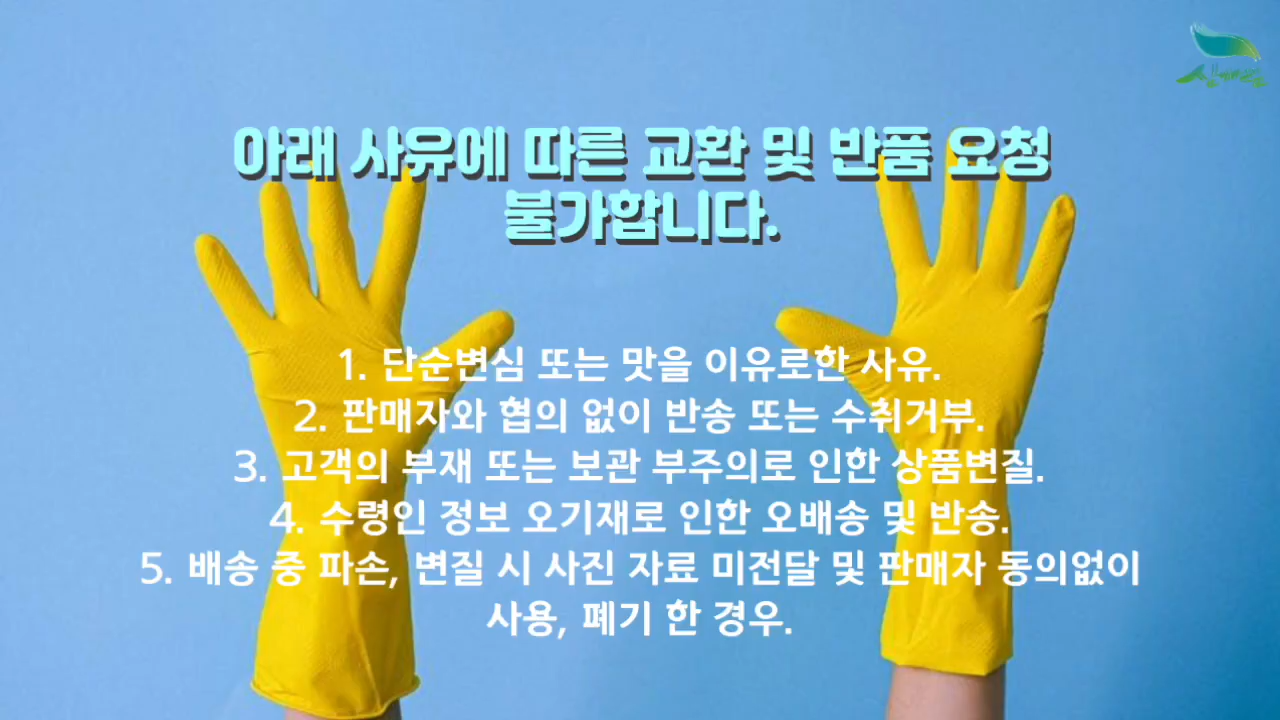 아래 사유에 따른 교환 및 반품 요청
불가합니다.
1. 단순변심 또는 맛을 이유로한 사유.
2. 판매자와 협의 없이 반송 또는 수취거부.
3. 고객의 부재 또는 보관 부주의로 인한 상품변질.
4. 수령인 정보 오기재로 인한 오배송 및 반송.
5. 배송 중 파손, 변질 시 사진 자료 미전달 및 판매자 동의없이
사용, 폐기 한 경우.